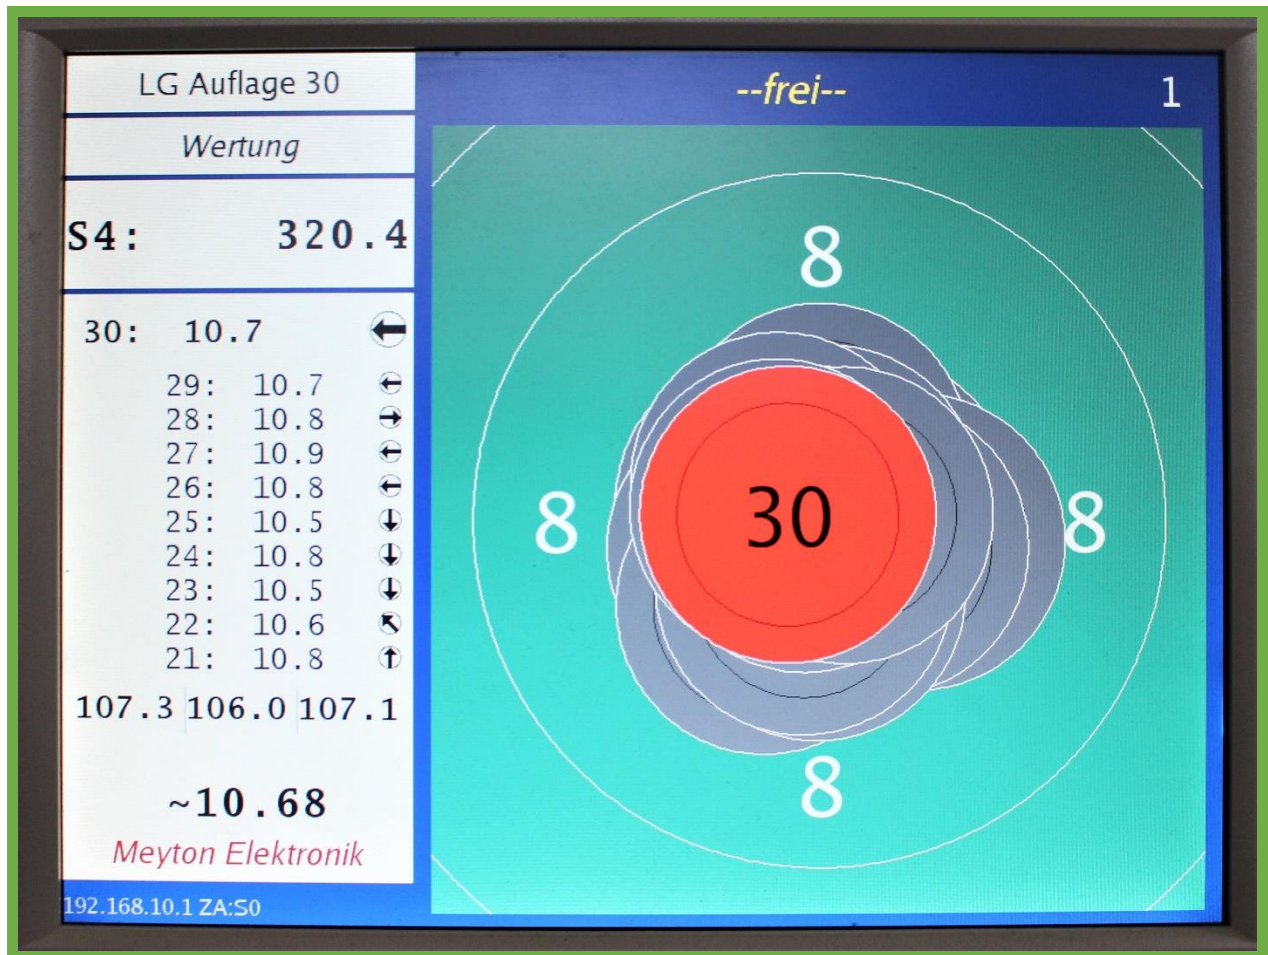 LG Auflage 30
Wertung
S4: 320.4
30: 10.7
29: 10.7
28: 10.8
27: 10.9
26: 10.8
25: 10.5
24: 10.8
23: 10.5
22: 10.6
21: 10.8
107.3 106.0 107.1
~10.68
Meyton Elektronik
192.168.10.1 ZA:S0
--frei-- 1
8
8 30 8
8